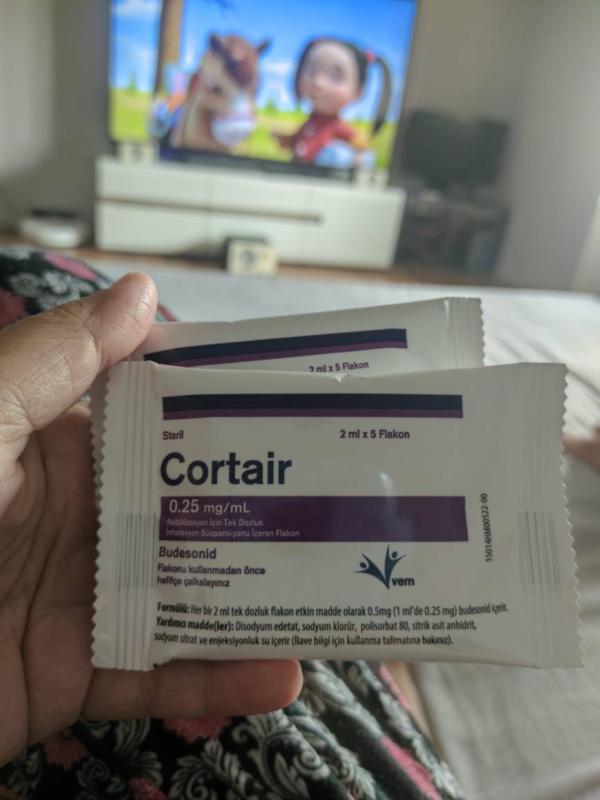 2 ml x 5 Flakon
Steril
2 ml x 5 Flakon
Cortair
0.25 mg/mL
Nebülizasyon İçin Tek Dozluk
İnhalasyon Süspansiyonu İçeren Flakon
Budesonid
Flakonu kullanmadan önce
hafifçe çalkalayınız
vem
15014HM00522-00
Formülü: Her bir 2 ml tek dozluk flakon etkin madde olarak 0.5mg (1 ml'de 0.25 mg) budesonid içerir.
Yardımcı madde(ler): Disodyum edetat, sodyum klorür, polisorbat 80, sitrik asit anhidrit,
sodyum sitrat ve enjeksiyonluk su içerir (İlave bilgi için kullanma talimatına bakınız).